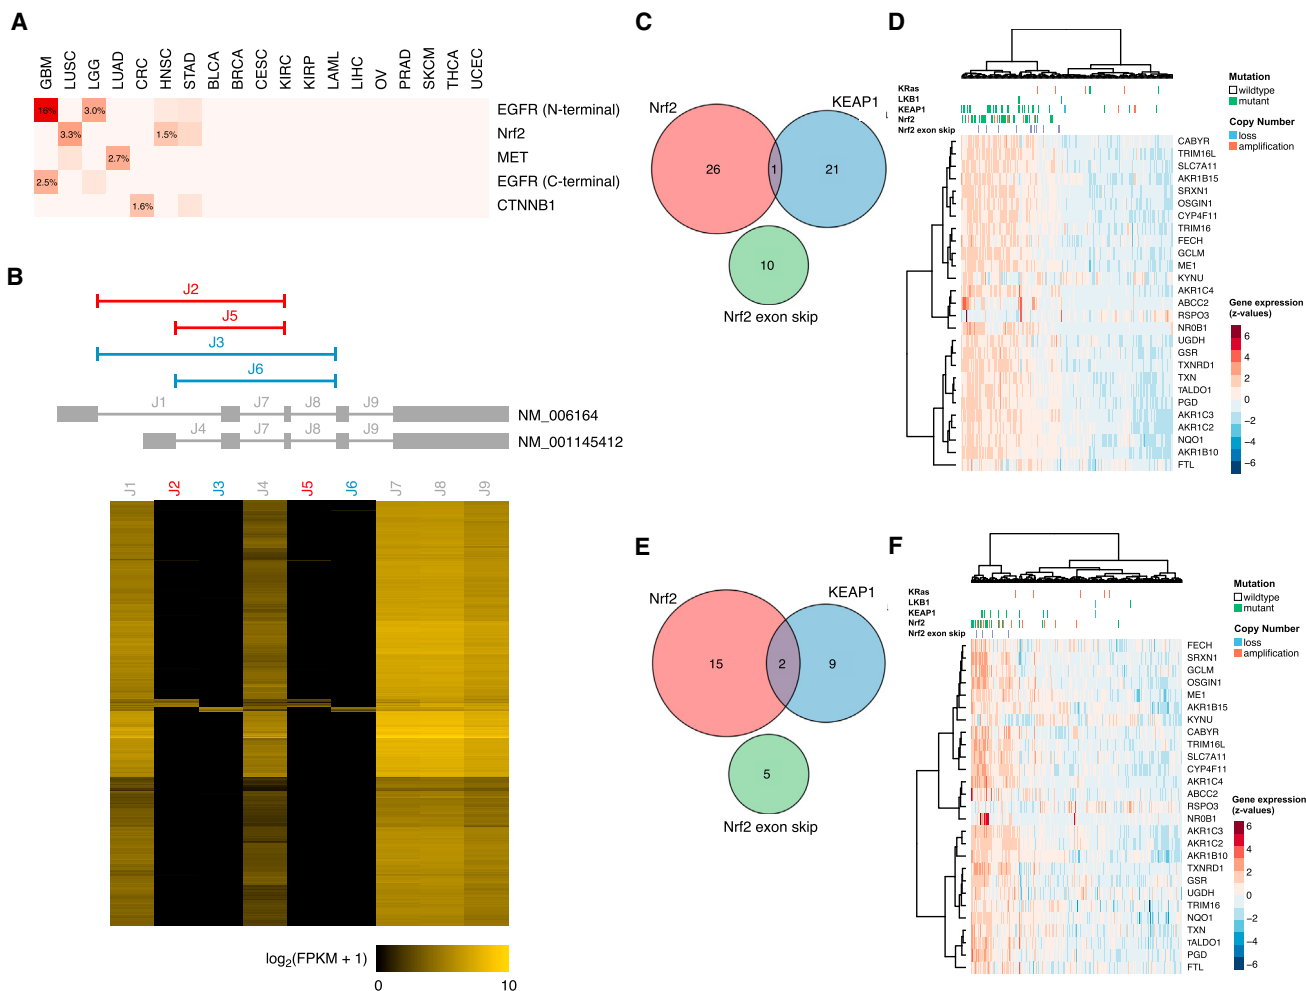 A
GBM LUSC LGG LUAD CRC HNSC STAD BLCA BRCA CESC KIRC KIRP LAML LIHC OV PRAD SKCM THCA UCEC
16% 3.0% EGFR (N-terminal)
3.3% 1.5% Nrf2
2.7% MET
2.5% EGFR (C-terminal)
1.6% CTNNB1
B
J2
J5
J3
J6
J1 J7 J8 J9 NM_006164
J4 J7 J8 J9 NM_001145412
J1 J2 J3 J4 J5 J6 J7 J8 J9
log2(FPKM + 1)
0 10
C
Nrf2 KEAP1
26 1 21
10
Nrf2 exon skip
D
KRas
LKB1
KEAP1
Nrf2
Nrf2 exon skip
CABYR
TRIM16L
SLC7A11
AKR1B15
SRXN1
OSGIN1
CYP4F11
TRIM16
FECH
GCLM
ME1
KYNU
AKR1C4
ABCC2
RSPO3
NR0B1
UGDH
GSR
TXNRD1
TXN
TALDO1
PGD
AKR1C3
AKR1C2
NQO1
AKR1B10
FTL
Mutation
wildtype
mutant
Copy Number
loss
amplification
Gene expression
(z-values)
6
4
2
0
−2
−4
−6
E
Nrf2 KEAP1
15 2 9
5
Nrf2 exon skip
F
KRas
LKB1
KEAP1
Nrf2
Nrf2 exon skip
FECH
SRXN1
GCLM
OSGIN1
ME1
AKR1B15
KYNU
CABYR
TRIM16L
SLC7A11
CYP4F11
AKR1C4
ABCC2
RSPO3
NR0B1
AKR1C3
AKR1C2
AKR1B10
TXNRD1
GSR
UGDH
TRIM16
NQO1
TXN
TALDO1
PGD
FTL
Mutation
wildtype
mutant
Copy Number
loss
amplification
Gene expression
(z-values)
6
4
2
0
−2
−4
−6